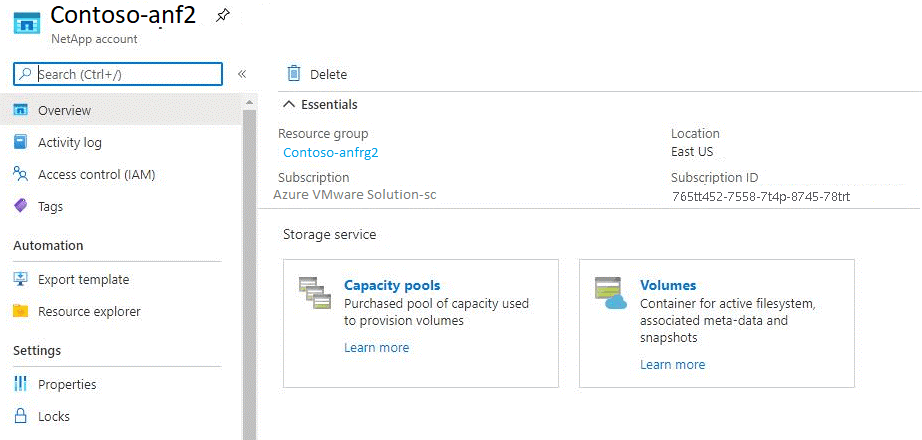 Contoso-anf2
NetApp account
Search (Ctrl+/)
«
Overview
Activity log
Access control (IAM)
Tags
Automation
Export template
Resource explorer
Settings
Properties
Locks
Delete
Essentials
Resource group
Contoso-anfrg2
Location
East US
Subscription
Azure VMware Solution-sc
Subscription ID
765tt452-7558-7t4p-8745-78trt
Storage service
Capacity pools
Purchased pool of capacity used
to provision volumes
Learn more
Volumes
Container for active filesystem,
associated meta-data and
snapshots
Learn more